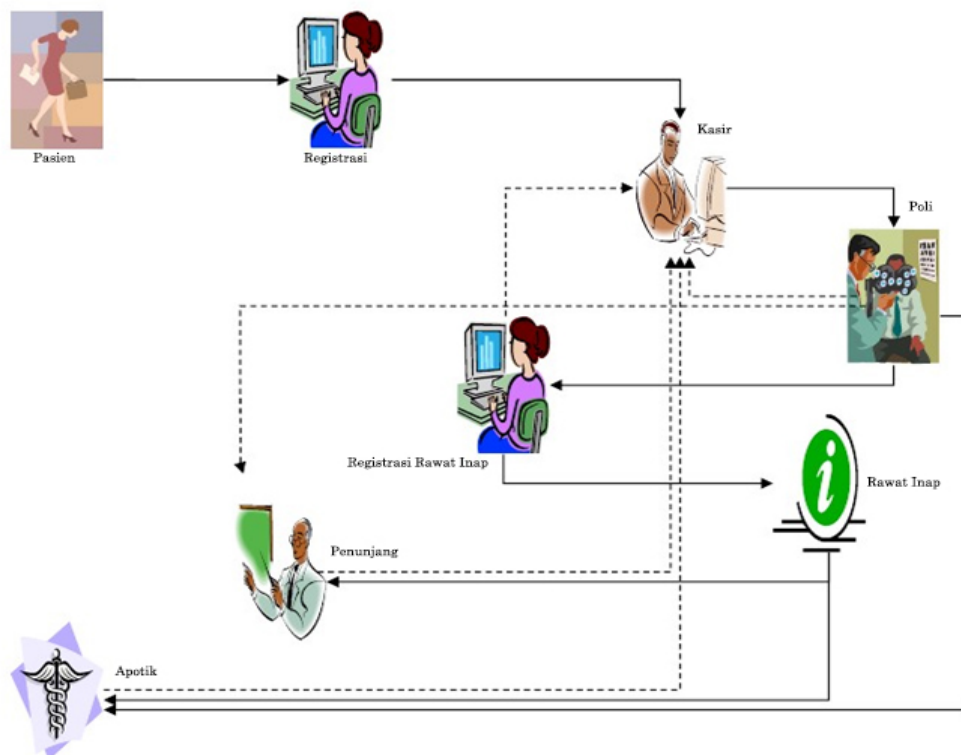 Pasien
Registrasi
Kasir
Poli
Registrasi Rawat Inap
Rawat Inap
Penunjang
Apotik